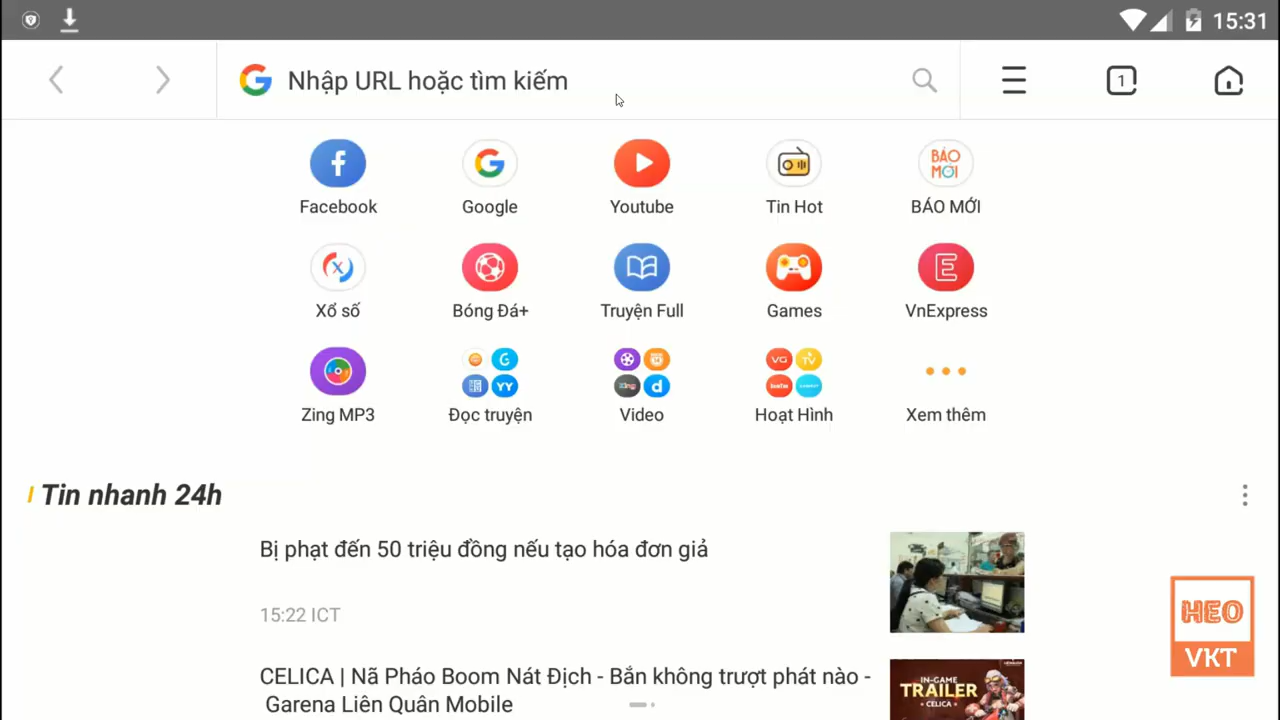 15:31
Nhập URL hoặc tìm kiếm
1
Facebook
Google
Youtube
Tin Hot
BÁO MỚI
BÁO MỚI
Xổ số
Bóng Đá+
Truyện Full
Games
VnExpress
Zing MP3
Đọc truyện
Video
Hoạt Hình
Xem thêm
Tin nhanh 24h
Bị phạt đến 50 triệu đồng nếu tạo hóa đơn giả
15:22 ICT
CELICA | Nã Pháo Boom Nát Địch - Bắn không trượt phát nào -
Garena Liên Quân Mobile
IN-GAME
TRAILER
CELICA
HEO
VKT